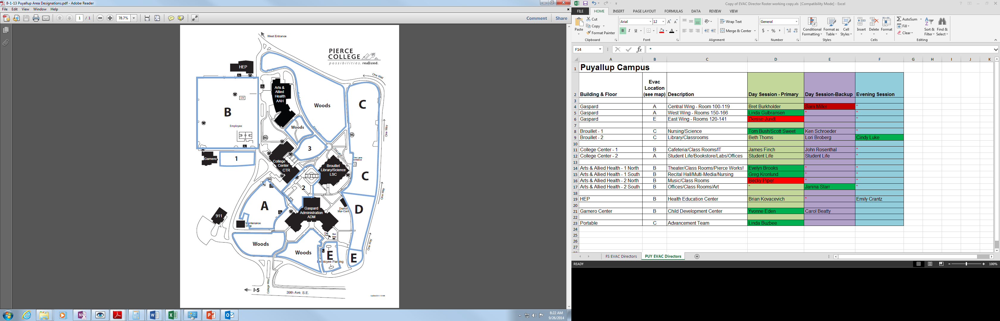 8-1-13 Puyallup Area Designations.pdf - Adobe Reader
File Edit View Window Help
1 / 1
78.7%
Comment Share
West Entrance
PIERCE
COLLEGE
possibilities. realized.
HEP
One Way
Arts &
Allied
Health
AAH
LEV
B
Woods
C
Employee
Woods
One Way
3
Fire Lane
Garnero
1
College
Center
CTR
Fire Lane
Entrance
Brouillet
Library/Science
LSC
C
2
One Way
A
Gaspard
Administration
ADM
District
Mar-Com
D
911
Maintenance
Shop
Flag
Pole
Bus
Stop
One Way
Woods
Woods
E
E
Employee Parking
College Way
I-5
39th Ave. S.E.
Updated 8-1-13 AM
8:22 AM
9/26/2014
Copy of EVAC Director Roster working copy.xls [Compatibility Mode] - Excel
FILE HOME INSERT PAGE LAYOUT FORMULAS DATA REVIEW VIEW
Paste
Cut
Copy
Format Painter
Clipboard
Arial 12
B I U
Font
Wrap Text
Merge & Center
Alignment
General
$ % ,
Number
Conditional Formatting
Format as Table
Cell Styles
Styles
Insert Delete Format
Cells
AutoSum
Fill
Clear
Sort & Filter
Find & Select
Editing
F14 fx *
A B C D E F G H I J K
1 Puyallup Campus
2 Building & Floor Evac Location (see map) Description Day Session - Primary Day Session-Backup Evening Session
3
4 Gaspard A Central Wing - Room 100-119 Bret Burkholder Sam Miller *
5 Gaspard A West Wing - Rooms 150-166 Linda Gulbransen * *
6 Gaspard E East Wing - Rooms 120-141 Denise Jundt *
7
8 Brouillet - 1 C Nursing/Science Tom Bush/Scott Sweet Ken Schroeder *
9 Brouillet - 2 C Library/Classrooms Beth Thoms Lori Broberg Cindy Luke
10
11 College Center - 1 B Cafeteria/Class Rooms/IT James Finch John Rosenthal *
12 College Center - 2 A Student Life/Bookstore/Labs/Offices Student Life Student Life *
13
14 Arts & Allied Health - 1 North B Theater/Class Rooms/Pierce Works! Evelyn Brooks * *
15 Arts & Allied Health - 1 South B Recital Hall/Multi-Media/Nursing Greg Kronlund * *
16 Arts & Allied Health - 2 North B Music/Class Rooms Becky Piper * *
17 Arts & Allied Health - 2 South B Offices/Class Rooms/Art * Janina Starr *
18
19 HEP B Health Education Center Brian Kovacevich * Emily Crantz
20
21 Garnero Center B Child Development Center Yvonne Eden Carol Beatty
22
23 Portable C Advancement Team Linda Buzbee
24
25
26
27
FS EVAC Directors PUY EVAC Directors
READY
100%